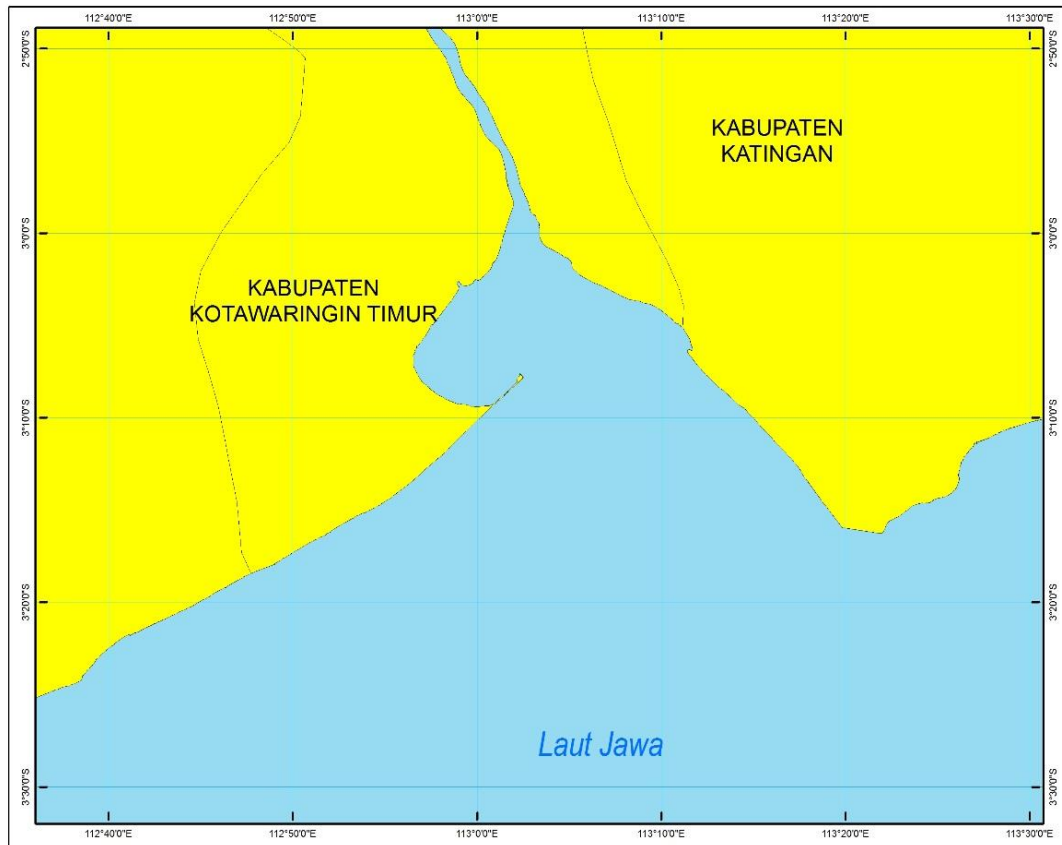 112°40'0"E 112°50'0"E 113°0'0"E 113°10'0"E 113°20'0"E 113°30'0"E
2°50'0"S 2°50'0"S
KABUPATEN
KATINGAN
3°0'0"S 3°0'0"S
KABUPATEN
KOTAWARINGIN TIMUR
3°10'0"S 3°10'0"S
3°20'0"S 3°20'0"S
Laut Jawa
3°30'0"S 3°30'0"S
112°40'0"E 112°50'0"E 113°0'0"E 113°10'0"E 113°20'0"E 113°30'0"E